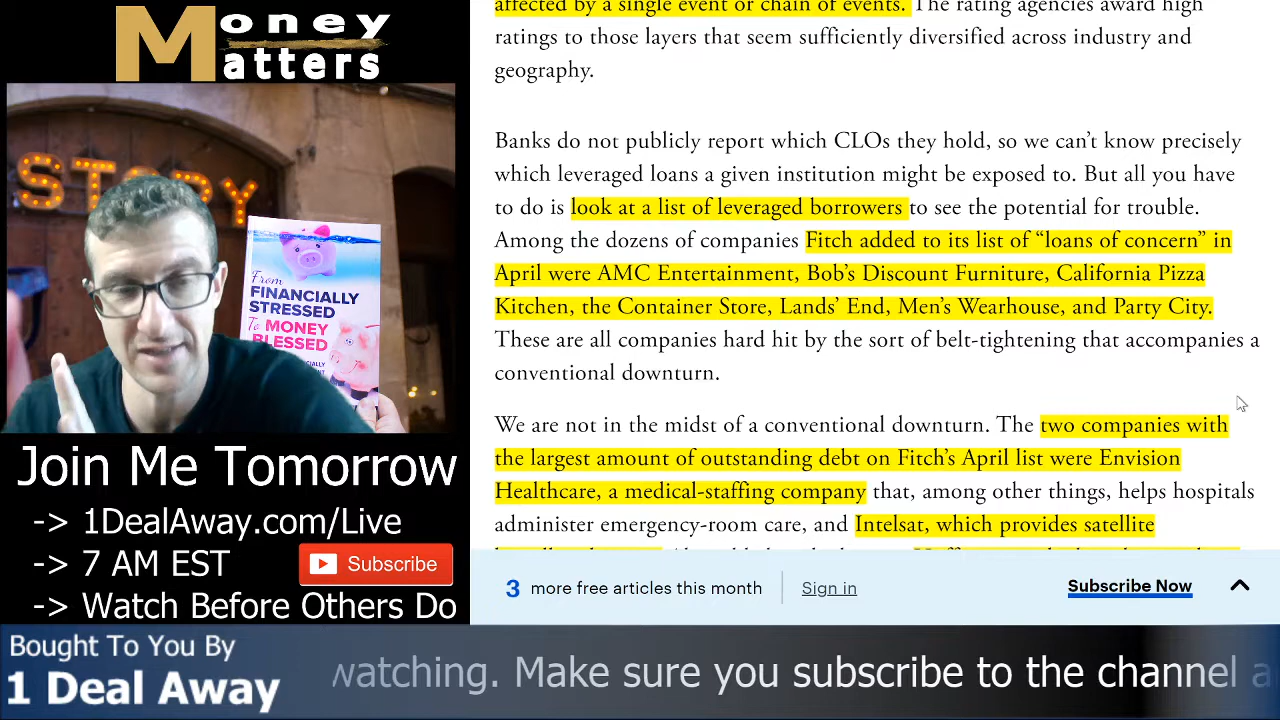 Money
Matters
STORY
From
FINANCIALLY
STRESSED
To MONEY
BLESSED
Join Me Tomorrow
-> 1DealAway.com/Live
-> 7 AM EST
Subscribe
-> Watch Before Others Do
affected by a single event or chain of events. The rating agencies award high
ratings to those layers that seem sufficiently diversified across industry and
geography.
Banks do not publicly report which CLOs they hold, so we can’t know precisely
which leveraged loans a given institution might be exposed to. But all you have
to do is look at a list of leveraged borrowers to see the potential for trouble.
Among the dozens of companies Fitch added to its list of “loans of concern” in
April were AMC Entertainment, Bob’s Discount Furniture, California Pizza
Kitchen, the Container Store, Lands’ End, Men’s Wearhouse, and Party City.
These are all companies hard hit by the sort of belt-tightening that accompanies a
conventional downturn.
We are not in the midst of a conventional downturn. The two companies with
the largest amount of outstanding debt on Fitch’s April list were Envision
Healthcare, a medical-staffing company that, among other things, helps hospitals
administer emergency-room care, and Intelsat, which provides satellite
3 more free articles this month
Sign in
Subscribe Now
Bought To You By
1 Deal Away
watching. Make sure you subscribe to the channel a